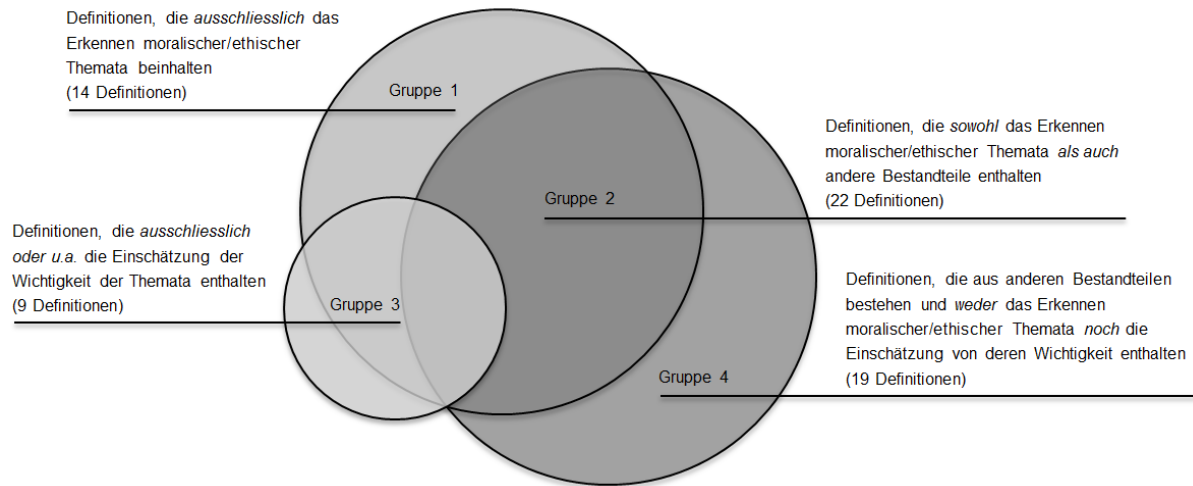 Definitionen, die ausschliesslich das
Erkennen moralischer/ethischer
Themata beinhalten
(14 Definitionen)
Gruppe 1
Definitionen, die sowohl das Erkennen
moralischer/ethischer Themata als auch
andere Bestandteile enthalten
(22 Definitionen)
Gruppe 2
Definitionen, die ausschliesslich
oder u.a. die Einschätzung der
Wichtigkeit der Themata enthalten
(9 Definitionen)
Gruppe 3
Definitionen, die aus anderen Bestandteilen
bestehen und weder das Erkennen
moralischer/ethischer Themata noch die
Einschätzung von deren Wichtigkeit enthalten
(19 Definitionen)
Gruppe 4